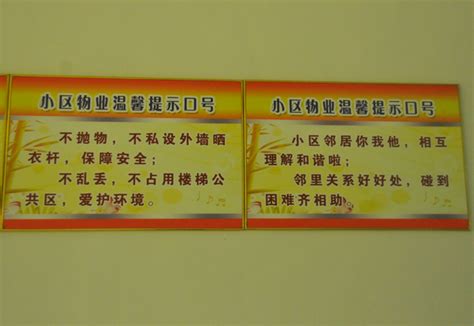 小区物业温馨提示口号
不抛物，不私设外墙晒
衣杆，保障安全；
不乱丢，不占用楼梯公
共区，爱护环境。
小区物业温馨提示口号
小区邻居你我他，相互
理解和谐啦；
邻里关系好好处，碰到
困难齐相助。